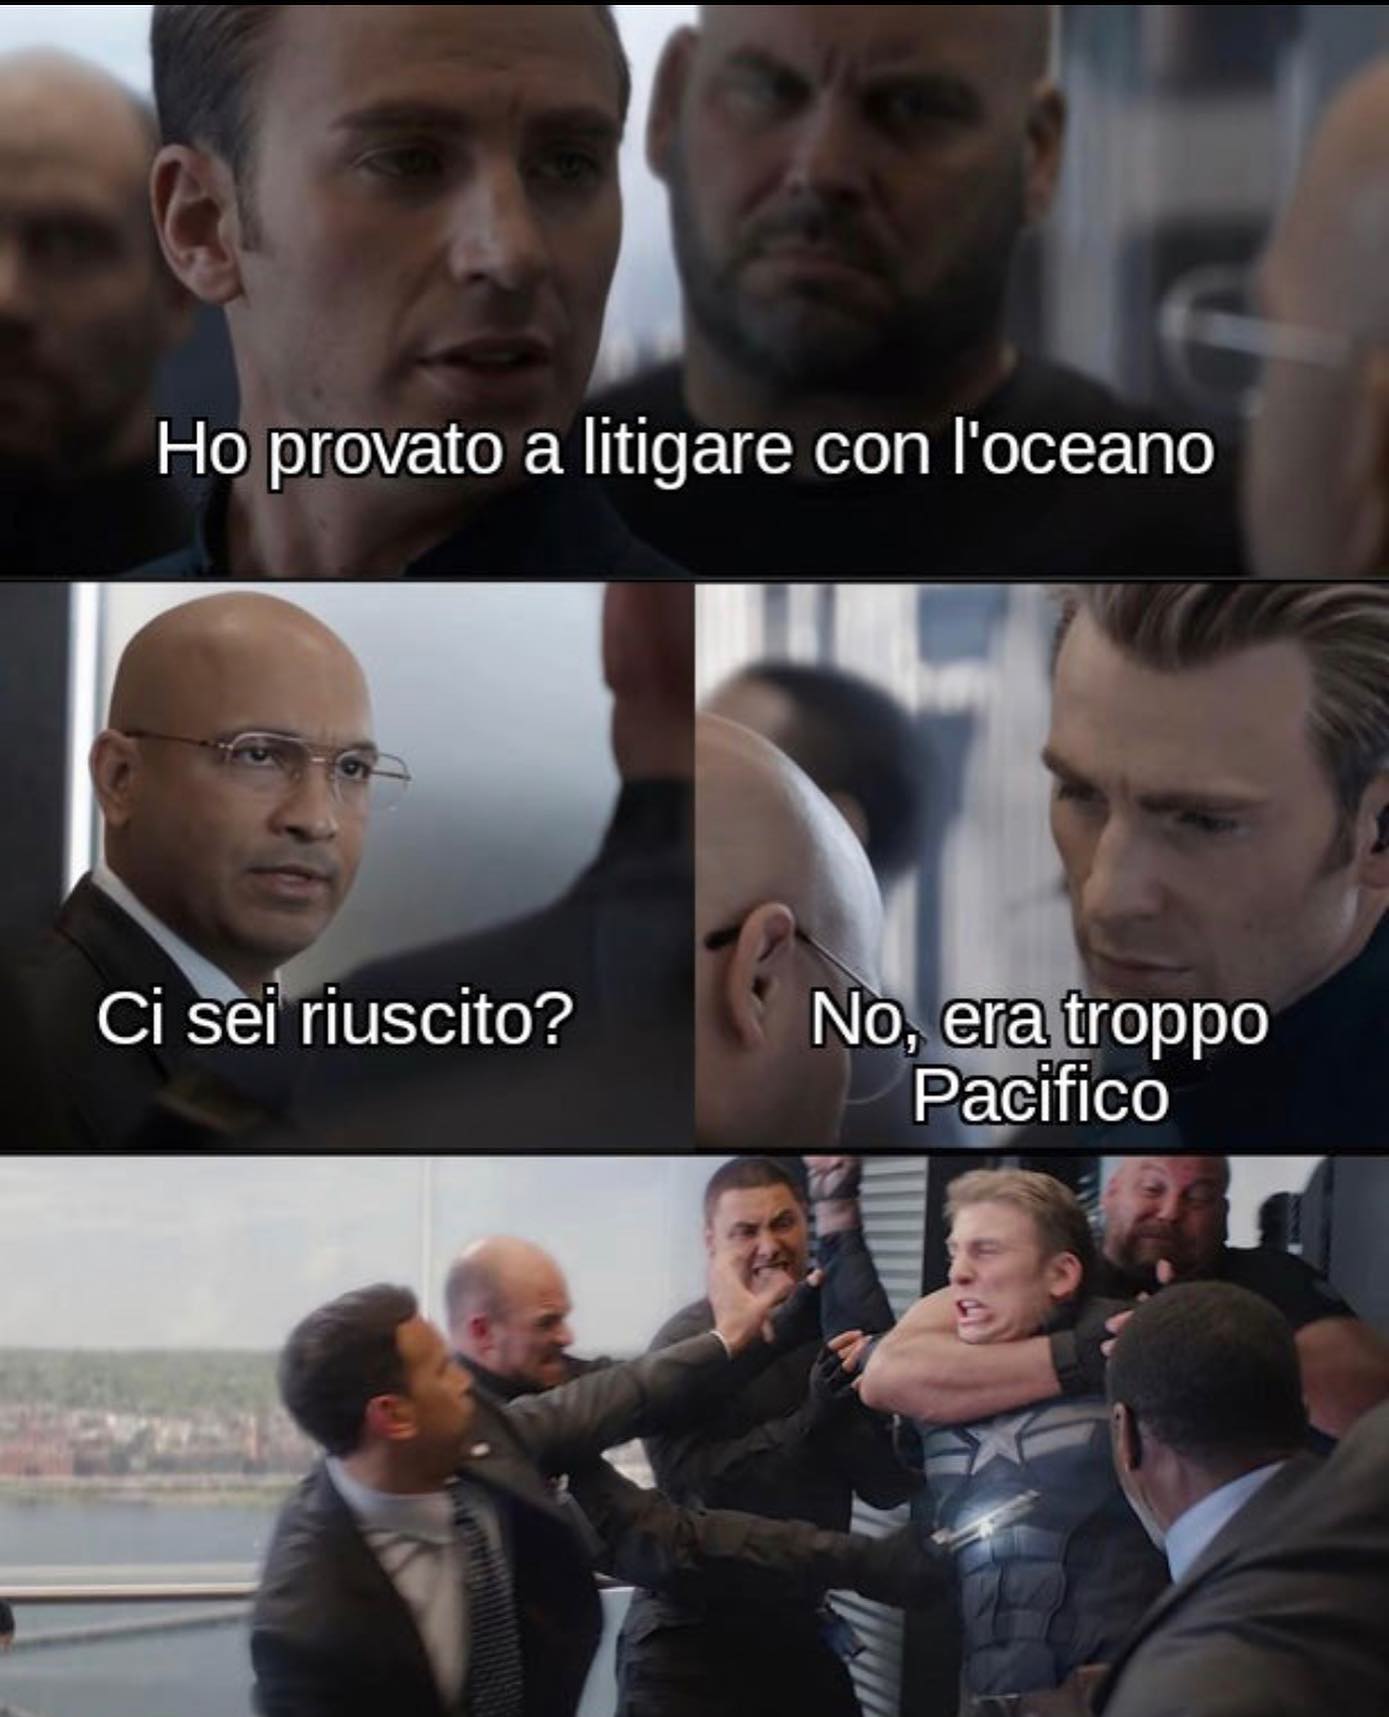 Ho provato a litigare con l'oceano
Ci sei riuscito?
No, era troppo
Pacifico